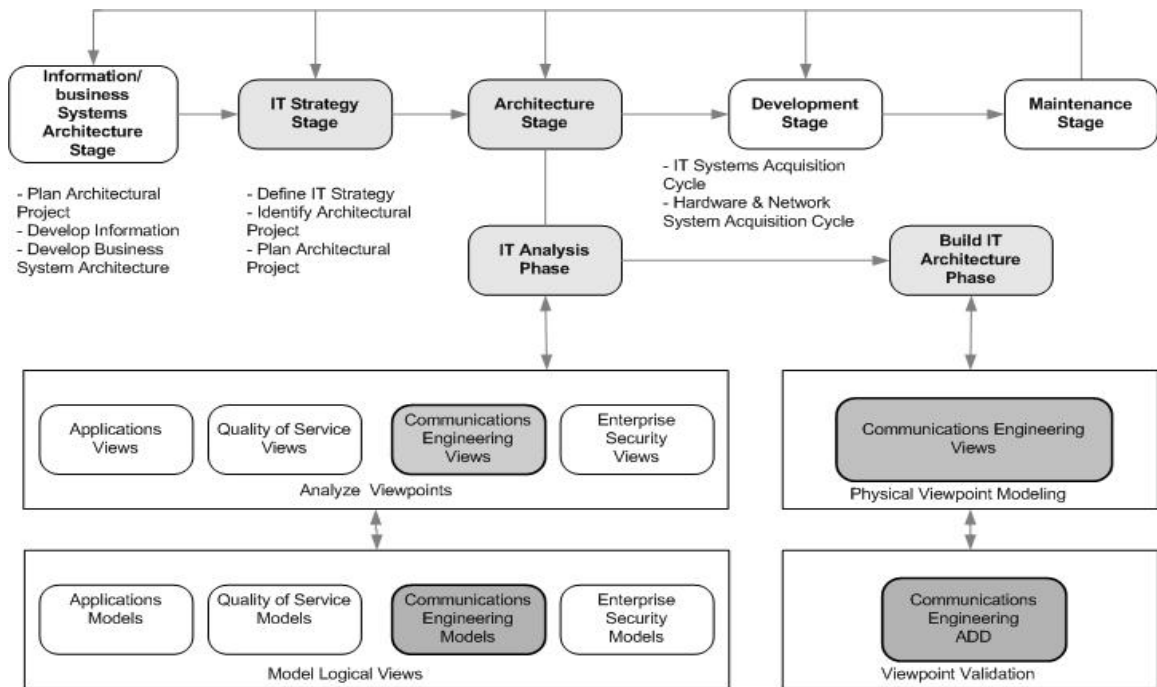 Information/
business
Systems
Architecture
Stage
IT Strategy
Stage
Architecture
Stage
Development
Stage
Maintenance
Stage
- Plan Architectural
Project
- Develop Information
- Develop Business
System Architecture
- Define IT Strategy
- Identify Architectural
Project
- Plan Architectural
Project
- IT Systems Acquisition
Cycle
- Hardware & Network
System Acquisition Cycle
IT Analysis
Phase
Build IT
Architecture
Phase
Applications
Views
Quality of Service
Views
Communications
Engineering
Views
Enterprise
Security
Views
Analyze Viewpoints
Communications Engineering
Views
Physical Viewpoint Modeling
Applications
Models
Quality of Service
Models
Communications
Engineering
Models
Enterprise
Security
Models
Model Logical Views
Communications
Engineering
ADD
Viewpoint Validation